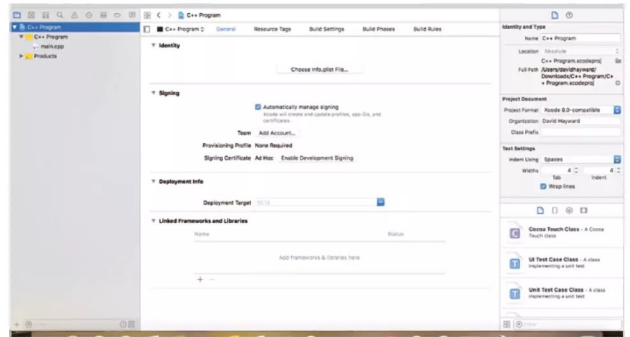 C++ Program
C++ Program
main.cpp
Products
C++ Program
C++ Program
General
Resource Tags
Build Settings
Build Phases
Build Rules
Identity
Choose Info.plist File...
Signing
Automatically manage signing
Xcode will create and update profiles, app IDs, and
certificates.
Team Add Account...
Provisioning Profile None Required
Signing Certificate Ad Hoc Enable Development Signing
Deployment Info
Deployment Target
Linked Frameworks and Libraries
Name Status
Add frameworks & libraries here
Identity and Type
Name C++ Program
Location Absolute
C++ Program.xcodeproj
Full Path /Users/davidhayward/
Downloads/C++ Program/C+
+ Program.xcodeproj
Project Document
Project Format Xcode 8.0-compatible
Organization David Hayward
Class Prefix
Text Settings
Indent Using Spaces
Widths 4 4
Tab Indent
Wrap lines
Cocoa Touch Class - A Cocoa
Touch class
UI Test Case Class - A class
implementing a unit test
Unit Test Case Class - A class
implementing a unit test